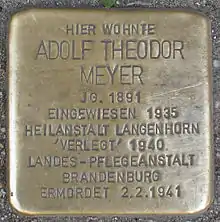 HIER WOHNTE
ADOLF THEODOR
MEYER
JG. 1891
EINGEWIESEN 1935
HEILANSTALT LANGENHORN
'VERLEGT' 1940
LANDES-PFLEGEANSTALT
BRANDENBURG
ERMORDET 2.2.1941